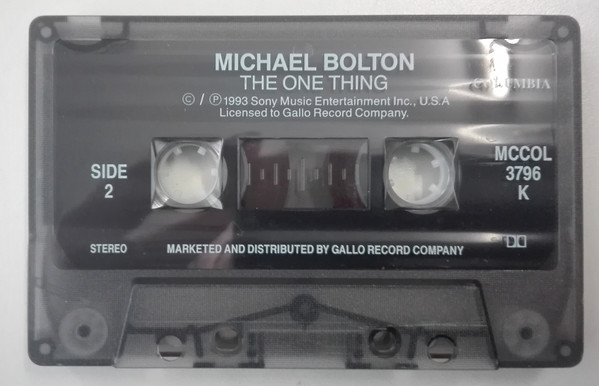 MICHAEL BOLTON
THE ONE THING
COLUMBIA
© / ℗ 1993 Sony Music Entertainment Inc., U.S.A
Licensed to Gallo Record Company.
SIDE
2
MCCOL
3796
K
STEREO
MARKETED AND DISTRIBUTED BY GALLO RECORD COMPANY